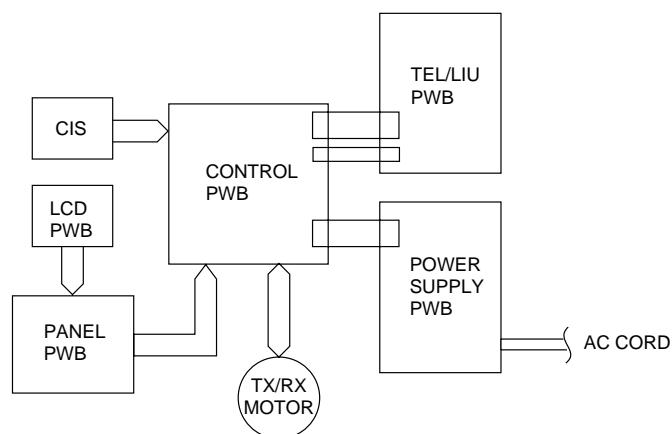 TEL/LIU
PWB
CIS
CONTROL
PWB
LCD
PWB
POWER
SUPPLY
PWB
PANEL
PWB
AC CORD
TX/RX
MOTOR